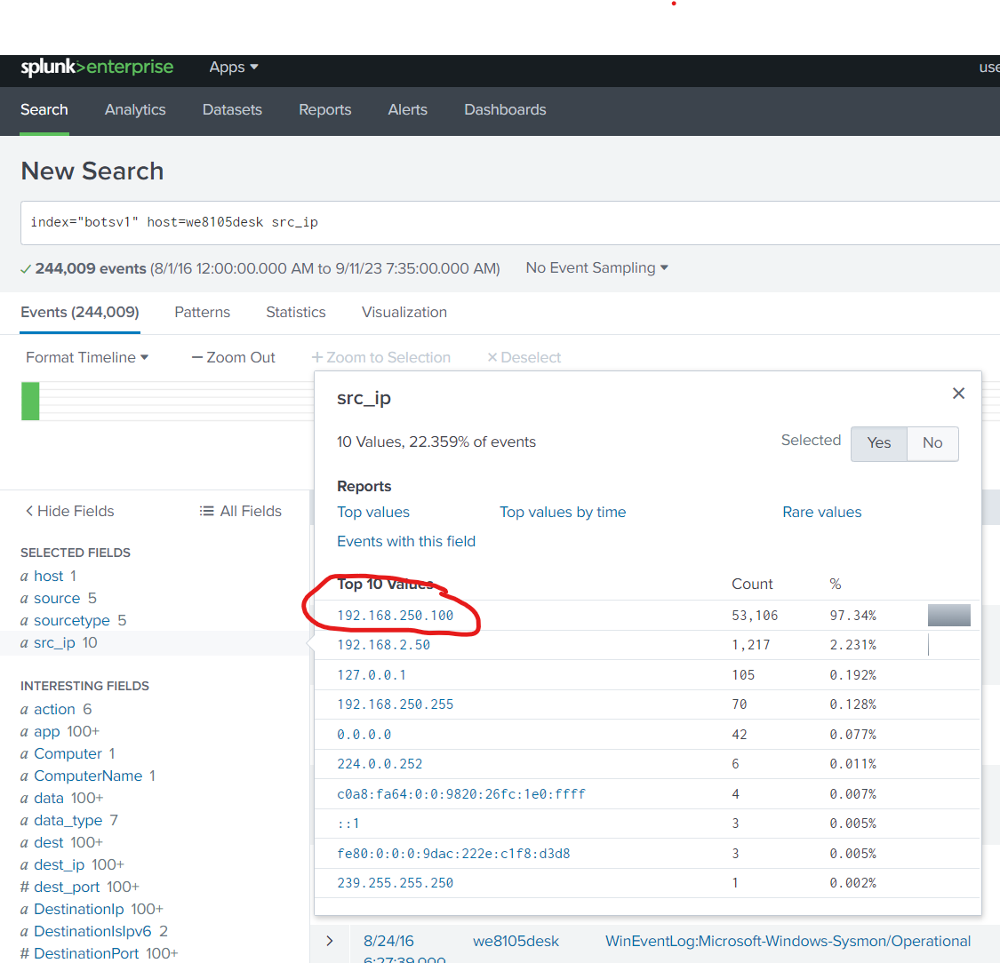 splunk>enterprise Apps
Search Analytics Datasets Reports Alerts Dashboards
New Search
index="botsv1" host=we8105desk src_ip
244,009 events (8/1/16 12:00:00.000 AM to 9/11/23 7:35:00.000 AM) No Event Sampling
Events (244,009) Patterns Statistics Visualization
Format Timeline — Zoom Out + Zoom to Selection × Deselect
src_ip
10 Values, 22.359% of events
Selected Yes No
Reports
Top values Top values by time Rare values
Events with this field
Top 10 Values Count %
192.168.250.100 53,106 97.34%
192.168.2.50 1,217 2.231%
127.0.0.1 105 0.192%
192.168.250.255 70 0.128%
0.0.0.0 42 0.077%
224.0.0.252 6 0.011%
c0a8:fa64:0:0:9820:26fc:1e0:ffff 4 0.007%
::1 3 0.005%
fe80:0:0:0:9dac:222e:c1f8:d3d8 3 0.005%
239.255.255.250 1 0.002%
< Hide Fields All Fields
SELECTED FIELDS
a host 1
a source 5
a sourcetype 5
a src_ip 10
INTERESTING FIELDS
a action 6
a app 100+
a Computer 1
a ComputerName 1
a data 100+
a data_type 7
a dest 100+
a dest_ip 100+
# dest_port 100+
a DestinationIp 100+
a DestinationIsIpv6 2
# DestinationPort 100+
> 8/24/16 we8105desk WinEventLog:Microsoft-Windows-Sysmon/Operational
6:27:39.000